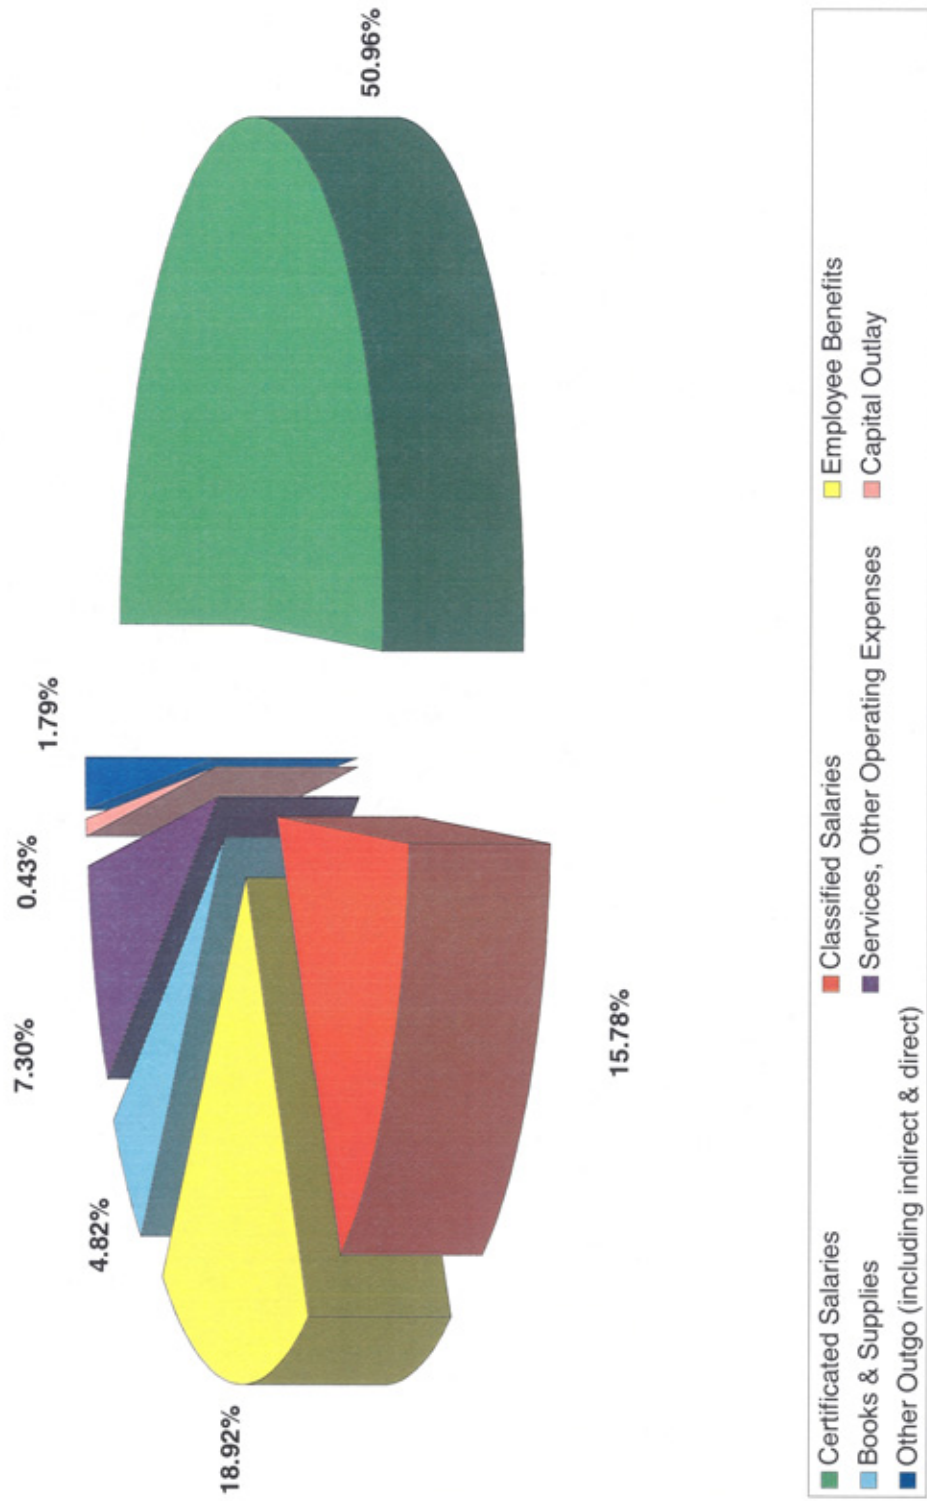 1.79%
0.43%
7.30%
4.82%
18.92%
50.96%
15.78%
Certificated Salaries
Classified Salaries
Employee Benefits
Books & Supplies
Services, Other Operating Expenses
Capital Outlay
Other Outgo (including indirect & direct)